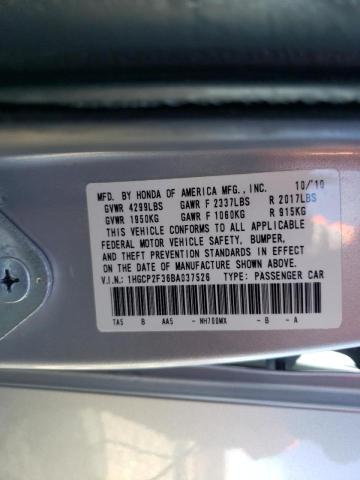 MFD. BY HONDA OF AMERICA MFG., INC. 10/10
GVWR 4299LBS GAWR F 2337LBS R 2017LBS
GVWR 1950KG GAWR F 1060KG R 915KG
THIS VEHICLE CONFORMS TO ALL APPLICABLE
FEDERAL MOTOR VEHICLE SAFETY, BUMPER,
AND THEFT PREVENTION STANDARDS IN EFFECT
ON THE DATE OF MANUFACTURE SHOWN ABOVE.
V.I.N.: 1HGCP2F36BA037526 TYPE: PASSENGER CAR
TA5 B AA5 - NH700MX - B - A